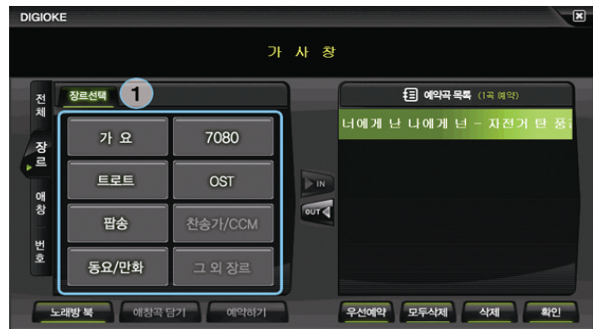 DIGIOKE
가 사 창
전체
장르
애창
번호
장르선택
1
가 요
7080
트로트
OST
팝송
찬송가/CCM
동요/만화
그 외 장르
IN
OUT
예약곡 목록 (1곡 예약)
너에게 난 나에게 넌 - 자전거 탄 풍
노래방 북
애창곡 담기
예약하기
우선예약
모두삭제
삭제
확인